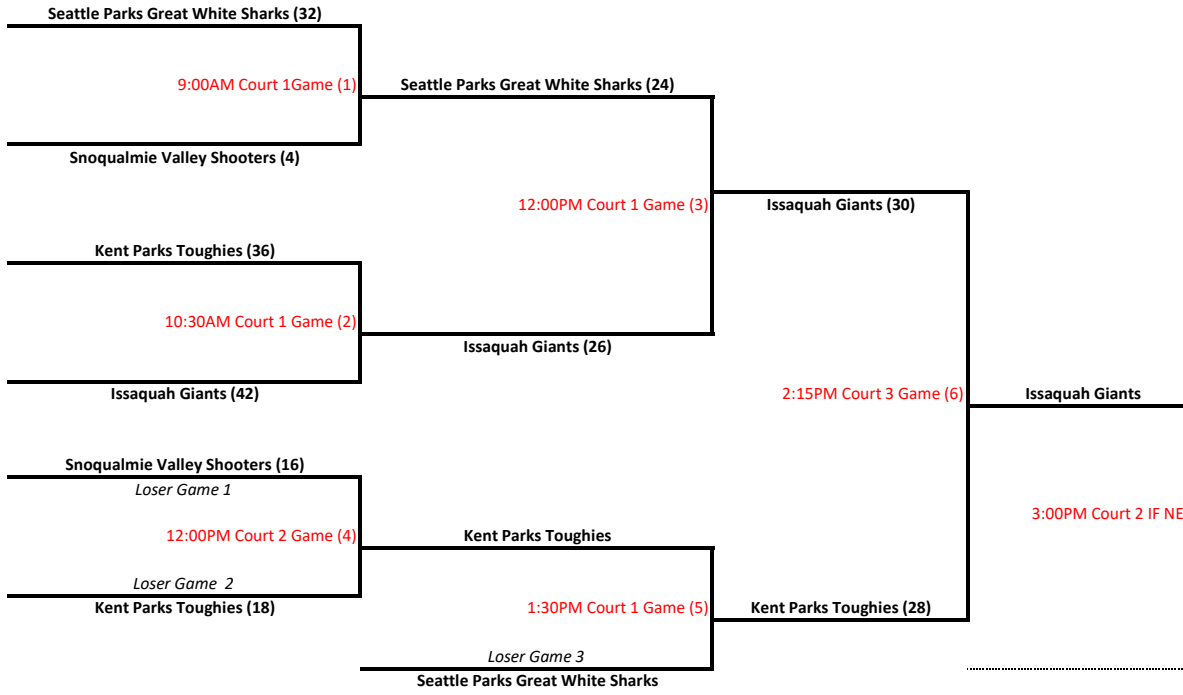 Seattle Parks Great White Sharks (32)
9:00AM Court 1Game (1)
Seattle Parks Great White Sharks (24)
Snoqualmie Valley Shooters (4)
12:00PM Court 1 Game (3)
Issaquah Giants (30)
Kent Parks Toughies (36)
10:30AM Court 1 Game (2)
Issaquah Giants (26)
Issaquah Giants (42)
2:15PM Court 3 Game (6)
Issaquah Giants
Snoqualmie Valley Shooters (16)
Loser Game 1
3:00PM Court 2 IF NE
12:00PM Court 2 Game (4)
Kent Parks Toughies
Loser Game  2
Kent Parks Toughies (18)
1:30PM Court 1 Game (5)
Kent Parks Toughies (28)
Loser Game 3
Seattle Parks Great White Sharks